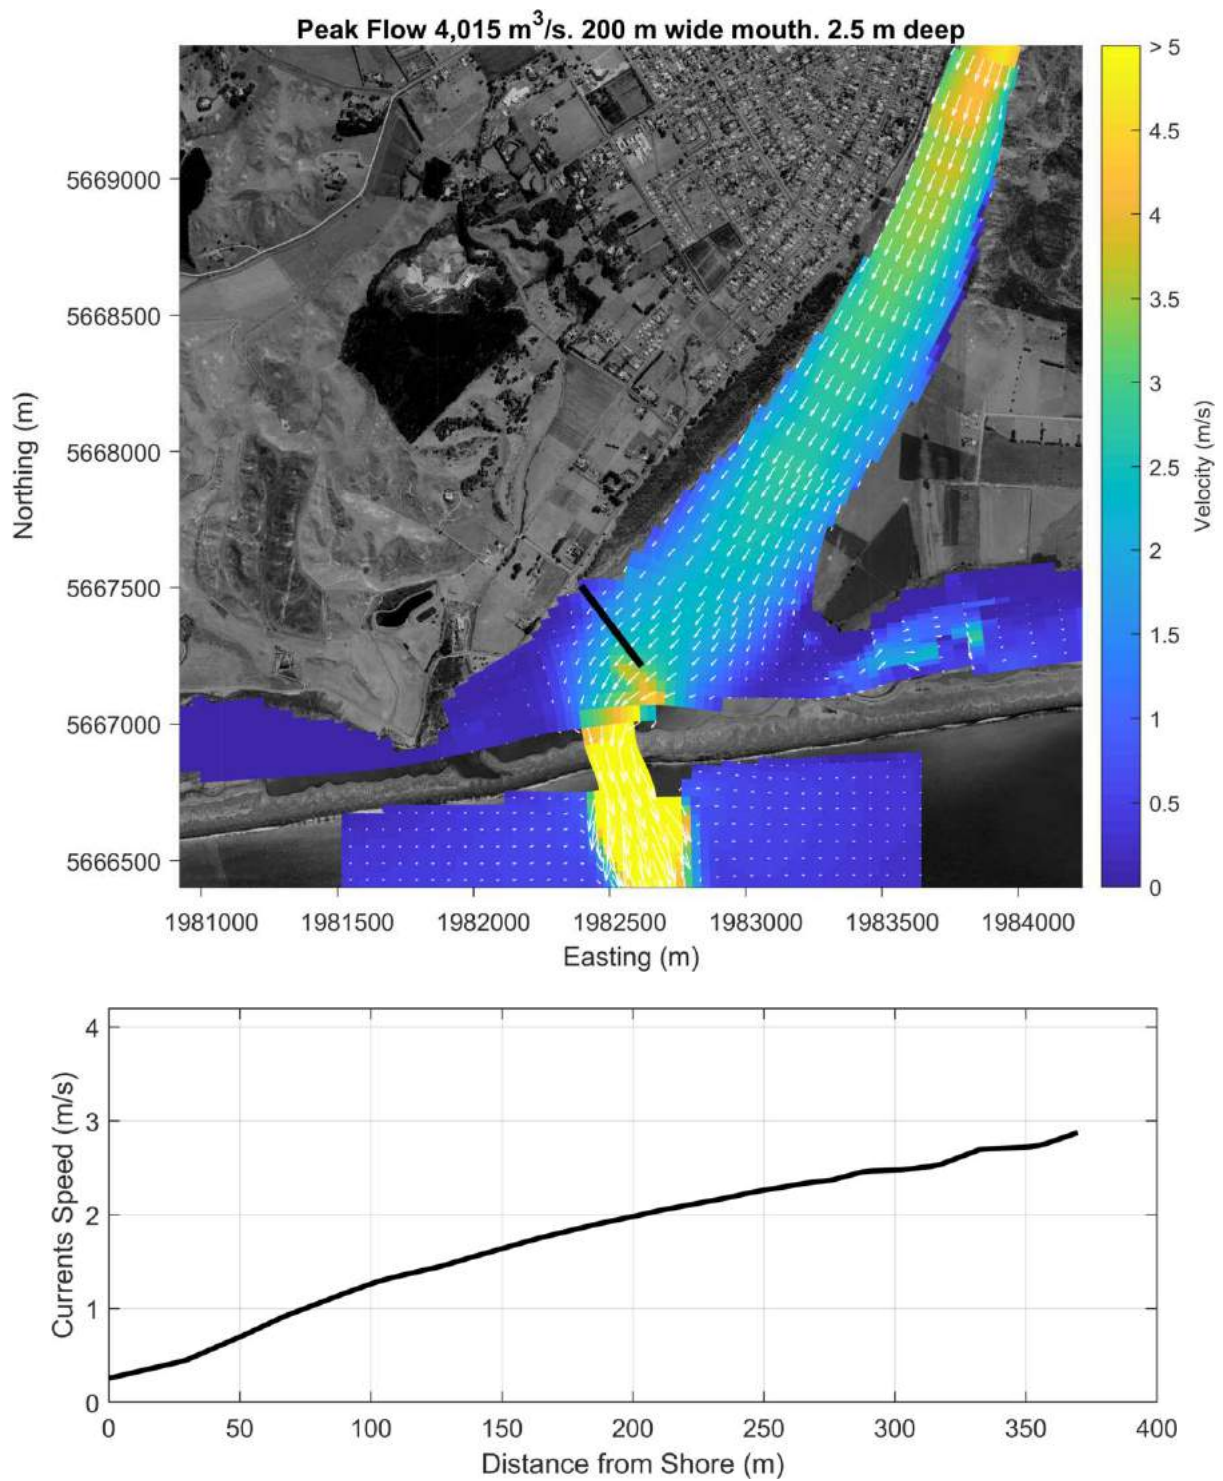 Peak Flow 4,015 m³/s. 200 m wide mouth. 2.5 m deep
Northing (m)
5669000
5668500
5668000
5667500
5667000
5666500
1981000 1981500 1982000 1982500 1983000 1983500 1984000
Easting (m)
> 5
4.5
4
3.5
3
2.5
2
1.5
1
0.5
0
Velocity (m/s)
Currents Speed (m/s)
4
3
2
1
0
0 50 100 150 200 250 300 350 400
Distance from Shore (m)